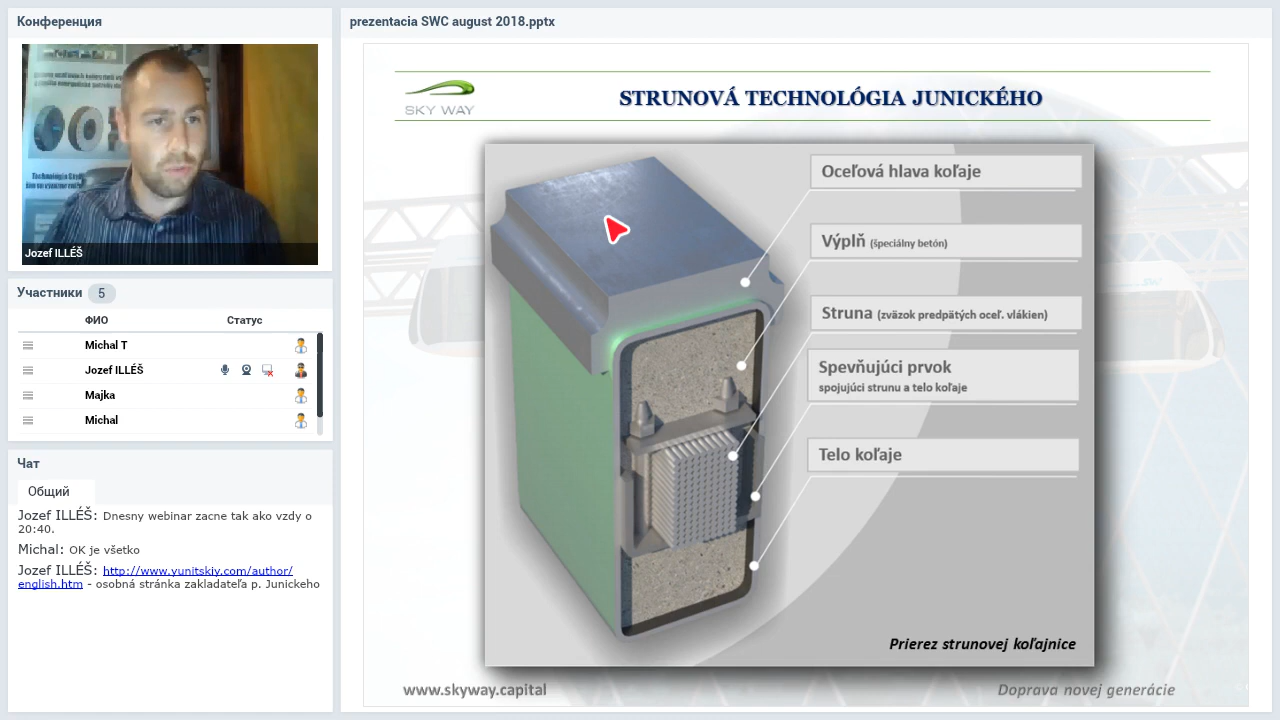 Конференция
Jozef ILLÉŠ
Участники 5
ФИО Статус
Michal T
Jozef ILLÉŠ
Majka
Michal
Чат
Общий
Jozef ILLÉŠ: Dnesny webinar zacne tak ako vzdy o
20:40.
Michal: OK je všetko
Jozef ILLÉŠ: http://www.yunitskiy.com/author/
english.htm - osobná stránka zakladateľa p. Junickeho
prezentacia SWC august 2018.pptx
SKY WAY
STRUNOVÁ TECHNOLÓGIA JUNICKÉHO
Oceľová hlava koľaje
Výplň (špeciálny betón)
Struna (zväzok predpätých oceľ. vlákien)
Spevňujúci prvok
spojujúci strunu a telo koľaje
Telo koľaje
Prierez strunovej koľajnice
www.skyway.capital
Doprava novej generácie